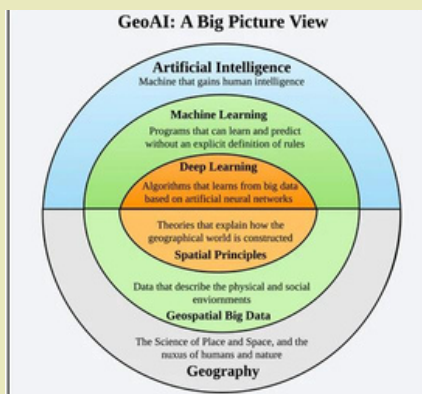 GeoAI: A Big Picture View
Artificial Intelligence
Machine that gains human intelligence
Machine Learning
Programs that can learn and predict
without an explicit definition of rules
Deep Learning
Algorithms that learns from big data
based on artificial neural networks
Theories that explain how the
geographical world is constructed
Spatial Principles
Data that describe the physical and social
enviornments
Geospatial Big Data
The Science of Place and Space, and the
nuxus of humans and nature
Geography